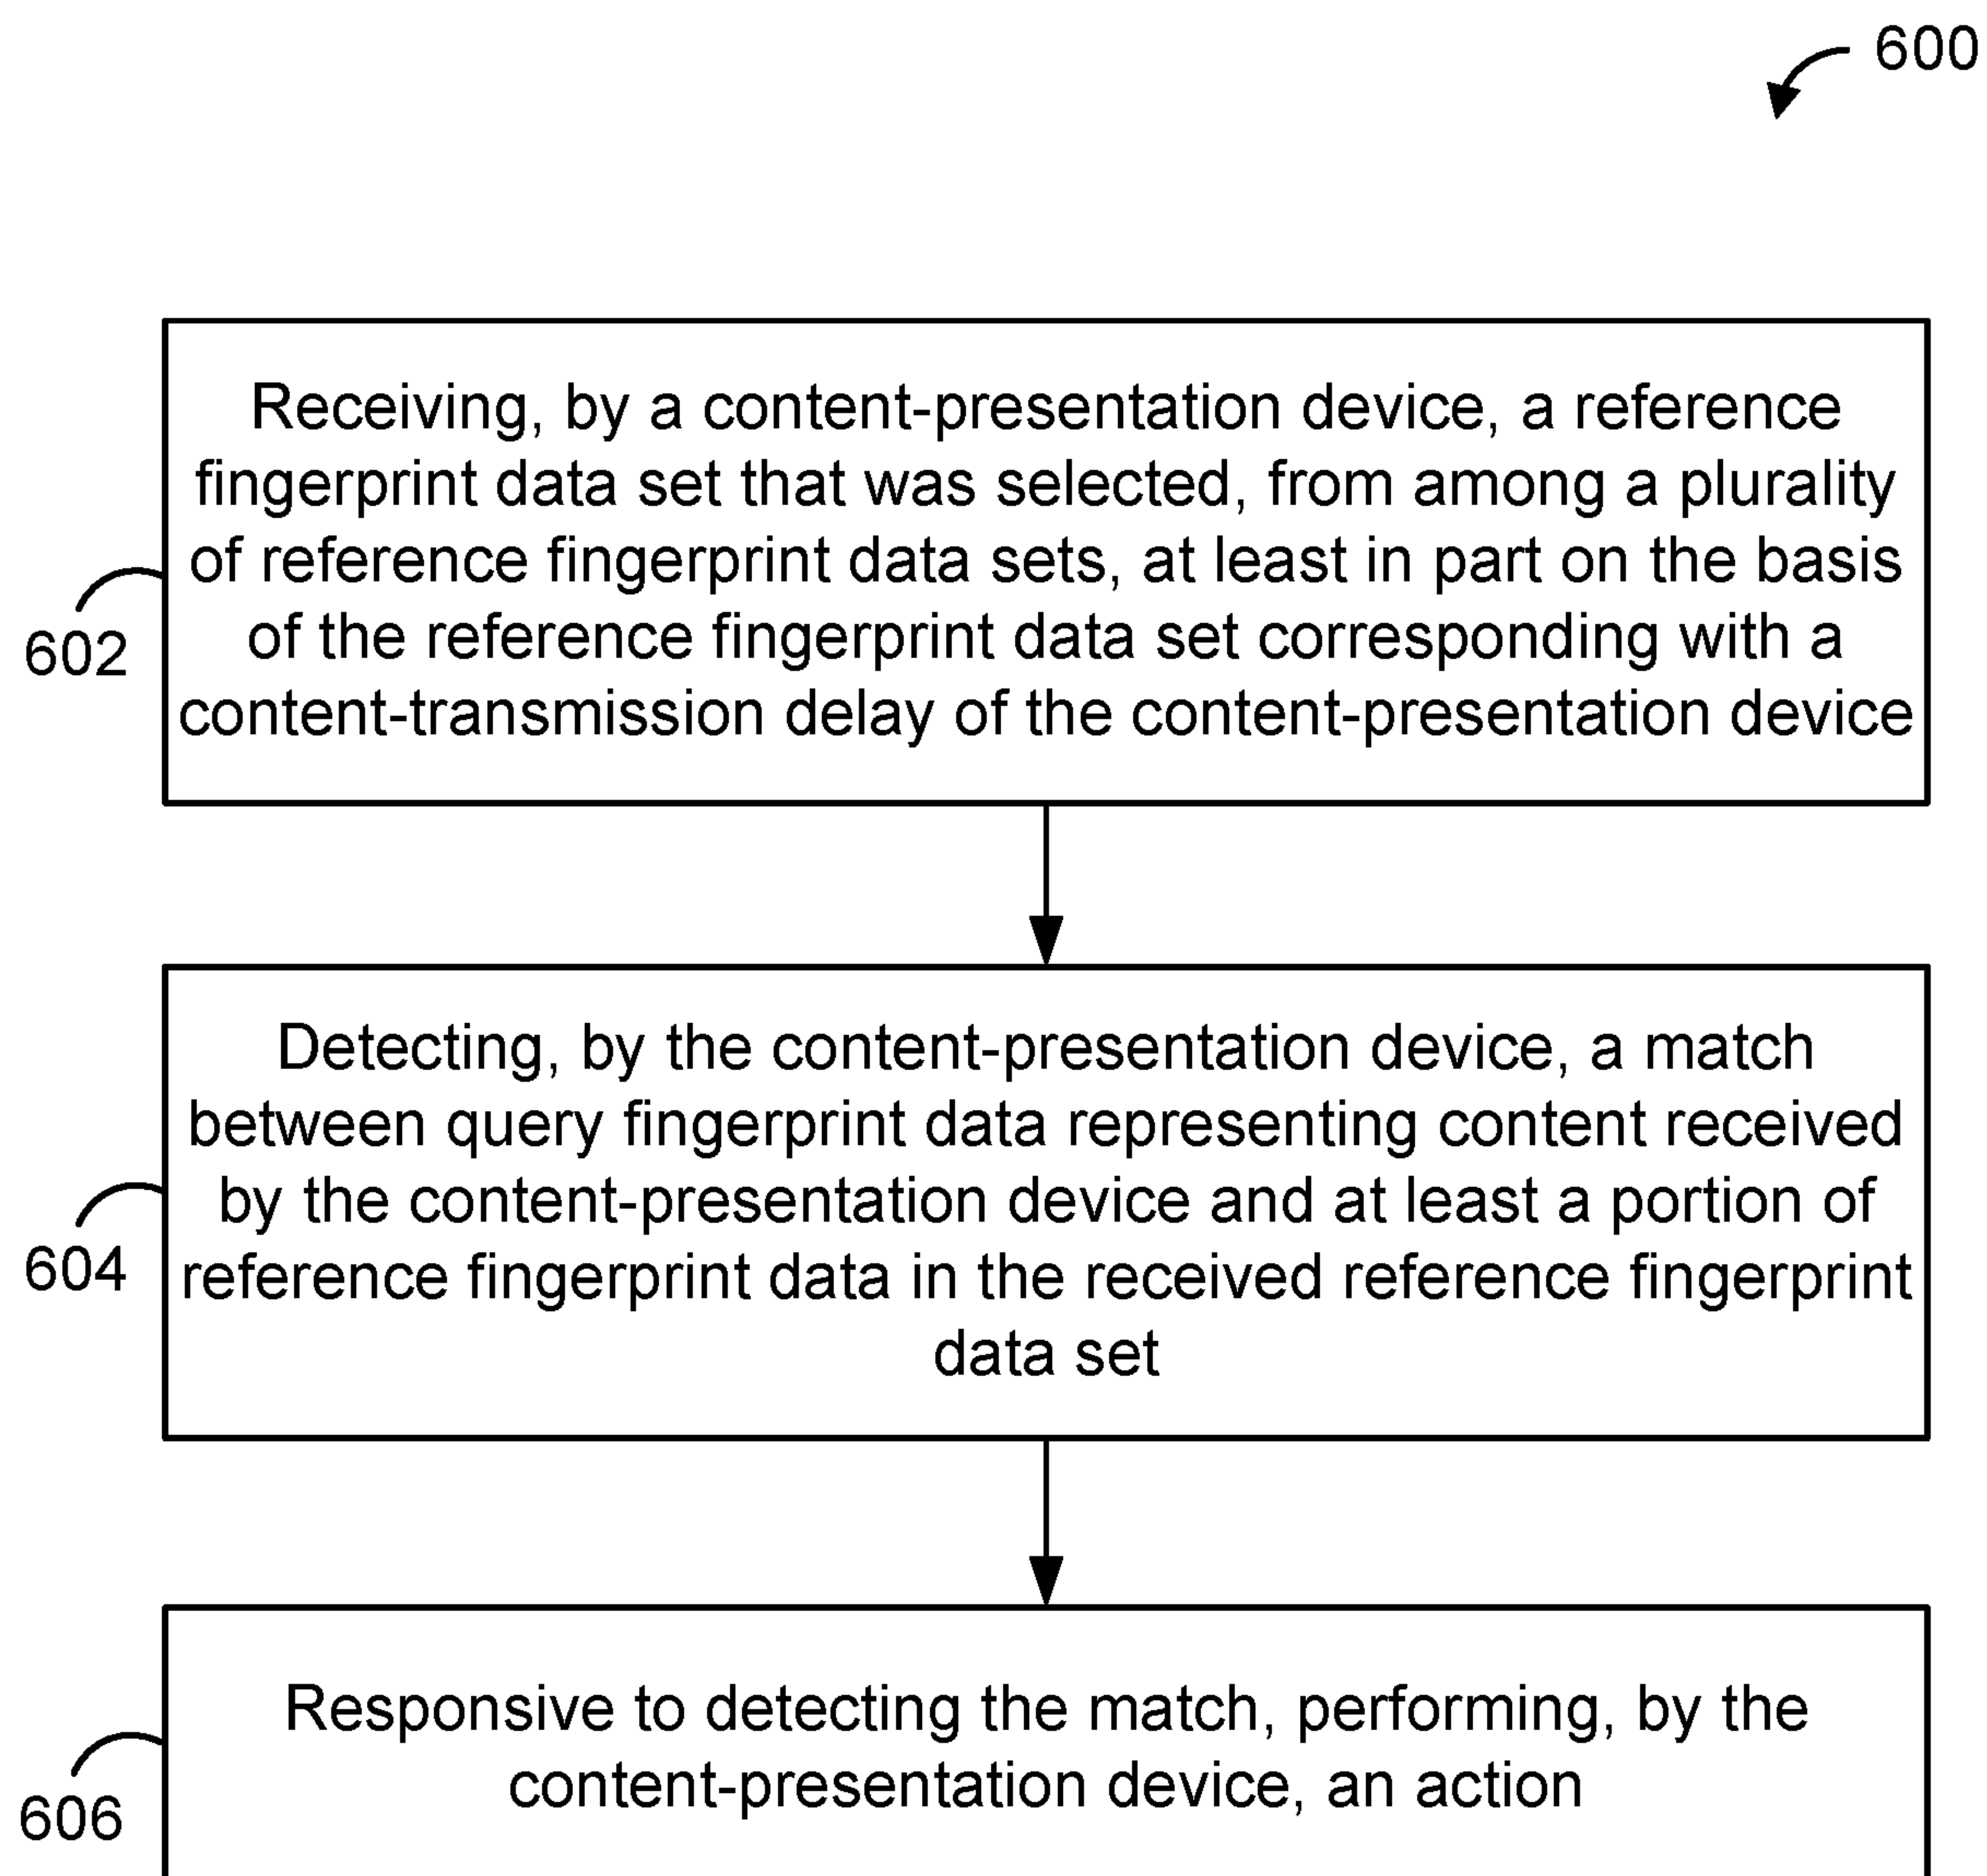 600
Receiving, by a content-presentation device, a reference
fingerprint data set that was selected, from among a plurality
of reference fingerprint data sets, at least in part on the basis
of the reference fingerprint data set corresponding with a
content-transmission delay of the content-presentation device
602
Detecting, by the content-presentation device, a match
between query fingerprint data representing content received
by the content-presentation device and at least a portion of
reference fingerprint data in the received reference fingerprint
data set
604
Responsive to detecting the match, performing, by the
content-presentation device, an action
606